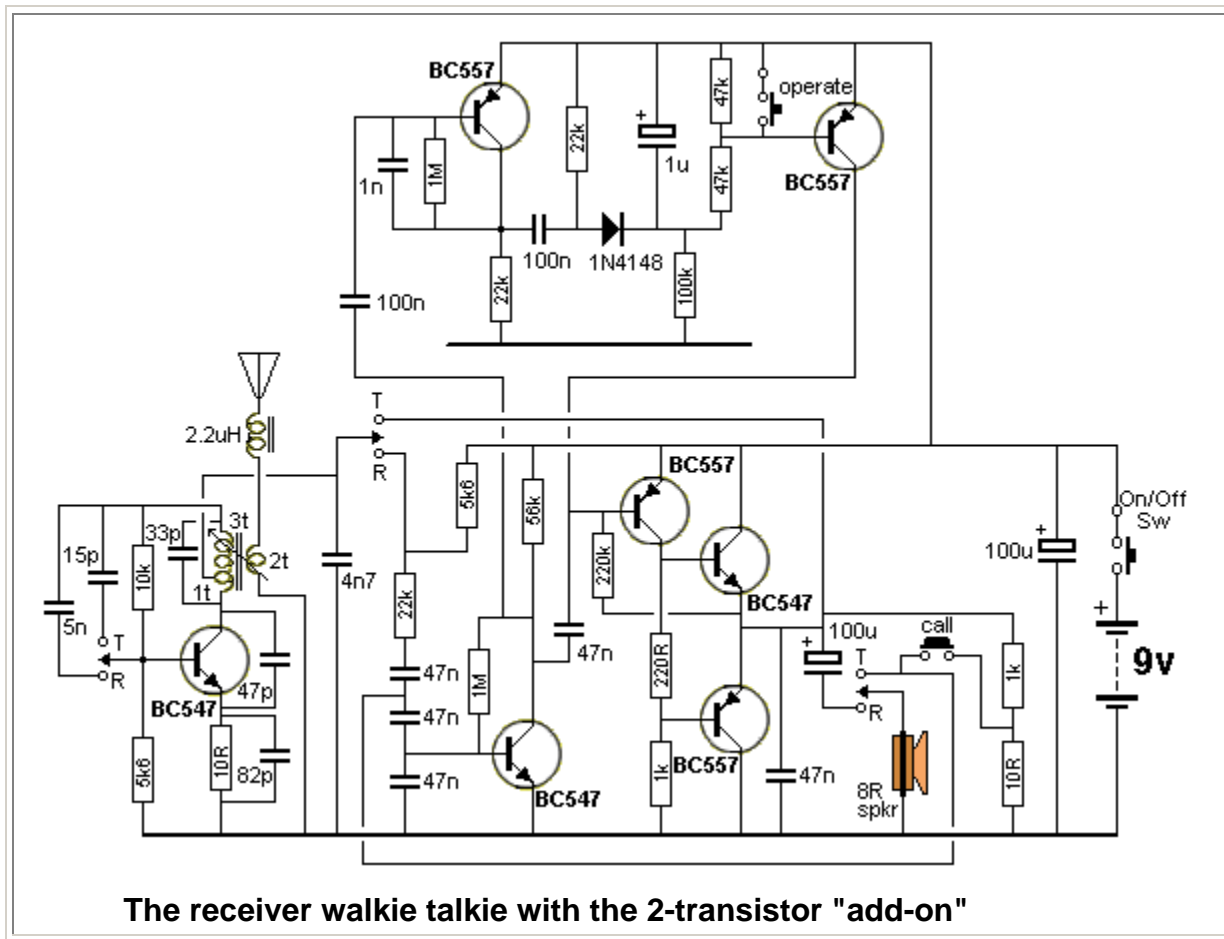 BC557
operate
47k
22k
+
1u
1M
1n
47k
BC557
100n
1N4148
22k
100k
100n
T
2.2uH
R
5k6
56k
BC557
On/Off
Sw
3t
33p
15p
10k
2t
220k
100u
+
1t
4n7
22k
BC547
5n
T
R
47p
BC547
47n
1M
47n
220R
100u
+
T
call
1k
+
9v
R
5k6
10R
82p
47n
47n
BC547
BC557
1k
47n
8R
spkr
10R
The receiver walkie talkie with the 2-transistor "add-on"